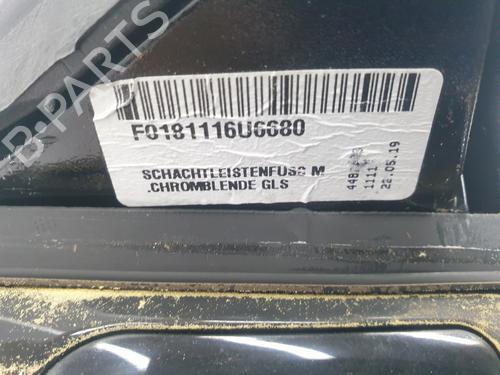 F0181116U6680
SCHACHTLEISTENFUSS M
.CHROMBLENDE GLS
1111
22.05.19
B-PARTS